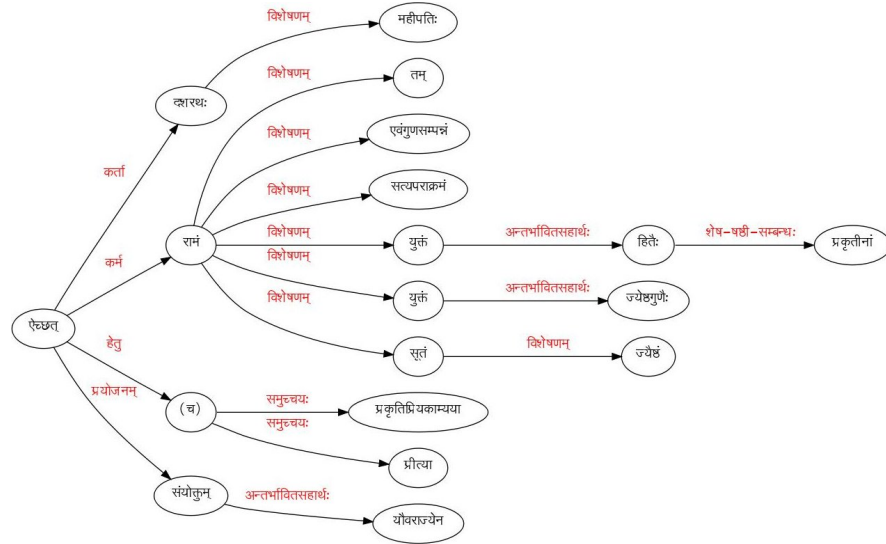 विशेषणम्
महीपतिः
विशेषणम्
तम्
दशरथः
विशेषणम्
एवंगुणसम्पन्नं
कर्ता
विशेषणम्
सत्यपराक्रमं
रामं
विशेषणम्
युक्तं
अन्तर्भावितसहार्थः
हितैः
शेष-षष्ठी-सम्बन्धः
प्रकृतीनां
विशेषणम्
कर्म
युक्तं
अन्तर्भावितसहार्थः
ज्येष्ठगुणैः
विशेषणम्
ऐच्छत्
सूतं
विशेषणम्
ज्यैष्ठं
हेतु
प्रयोजनम्
(च)
समुच्चयः
प्रकृतिप्रियकाम्यया
समुच्चयः
प्रीत्या
संयोक्तुम्
अन्तर्भावितसहार्थः
यौवराज्येन